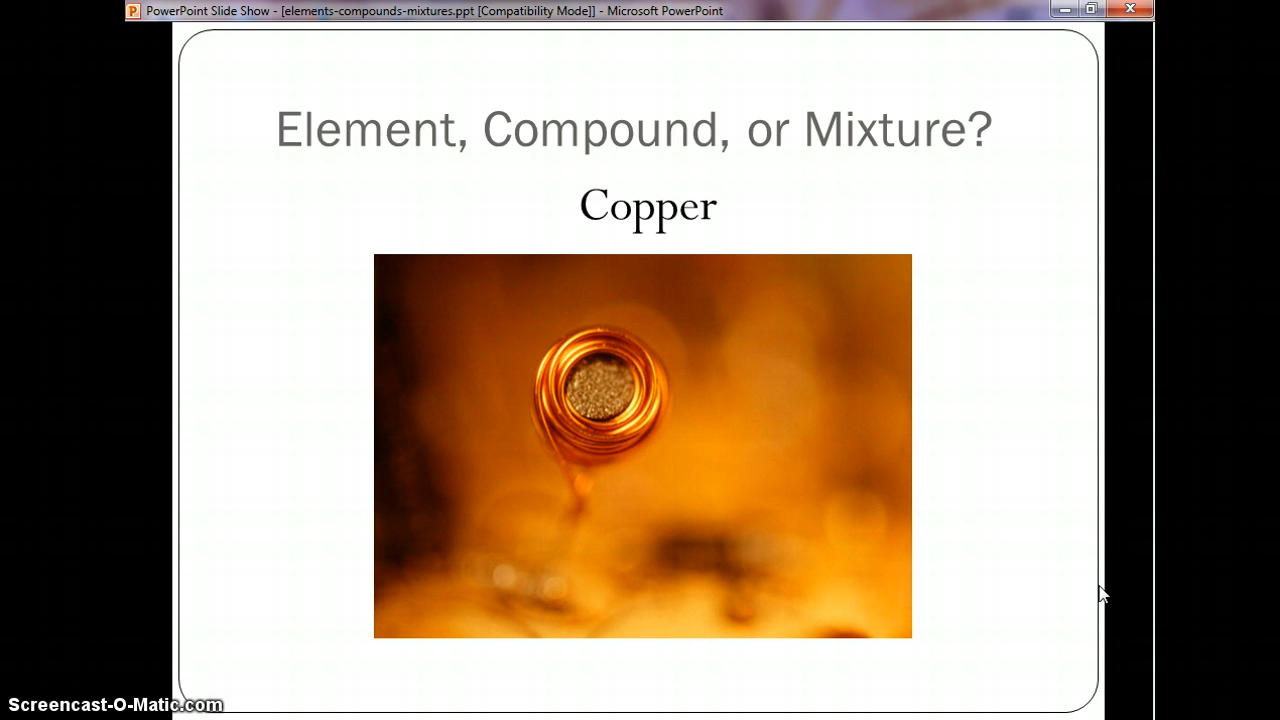 PowerPoint Slide Show - [elements-compounds-mixtures.ppt [Compatibility Mode]] - Microsoft PowerPoint
Element, Compound, or Mixture?
Copper
Screencast-O-Matic.com